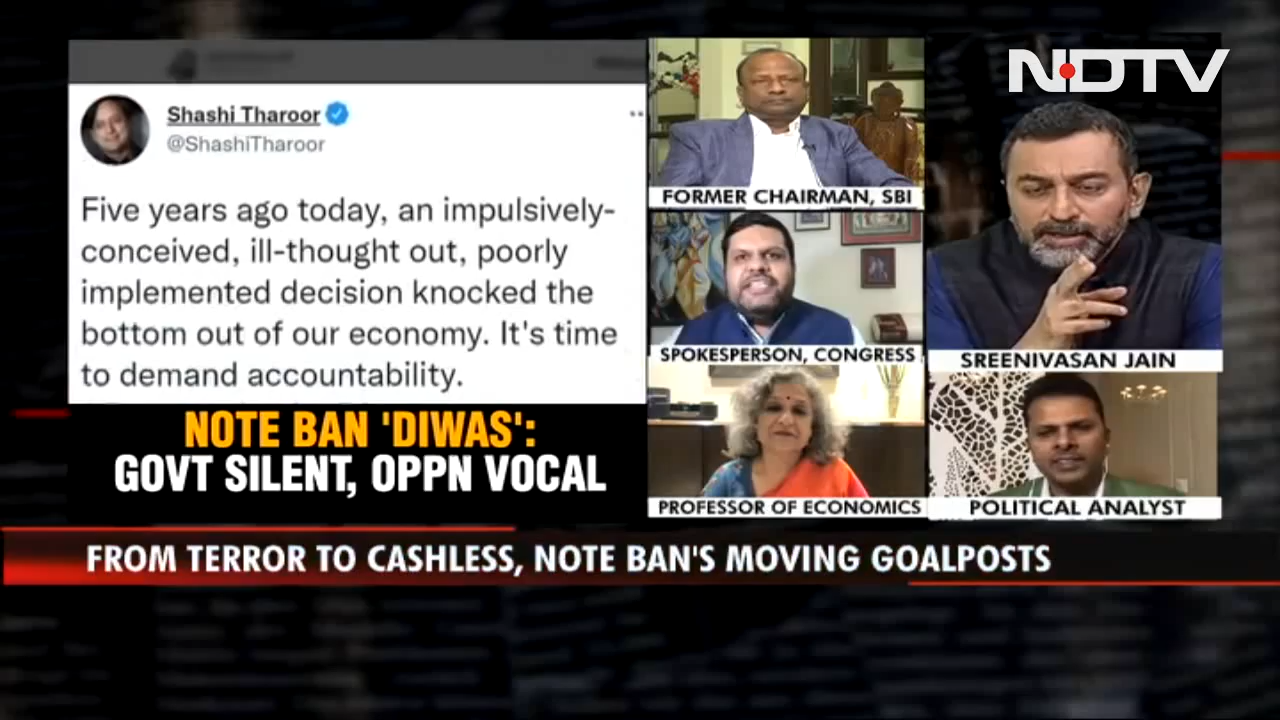 NDTV
Shashi Tharoor
@ShashiTharoor
Five years ago today, an impulsively-
conceived, ill-thought out, poorly
implemented decision knocked the
bottom out of our economy. It's time
to demand accountability.
NOTE BAN 'DIWAS':
GOVT SILENT, OPPN VOCAL
FORMER CHAIRMAN, SBI
SPOKESPERSON, CONGRESS
PROFESSOR OF ECONOMICS
SREENIVASAN JAIN
POLITICAL ANALYST
FROM TERROR TO CASHLESS, NOTE BAN'S MOVING GOALPOSTS